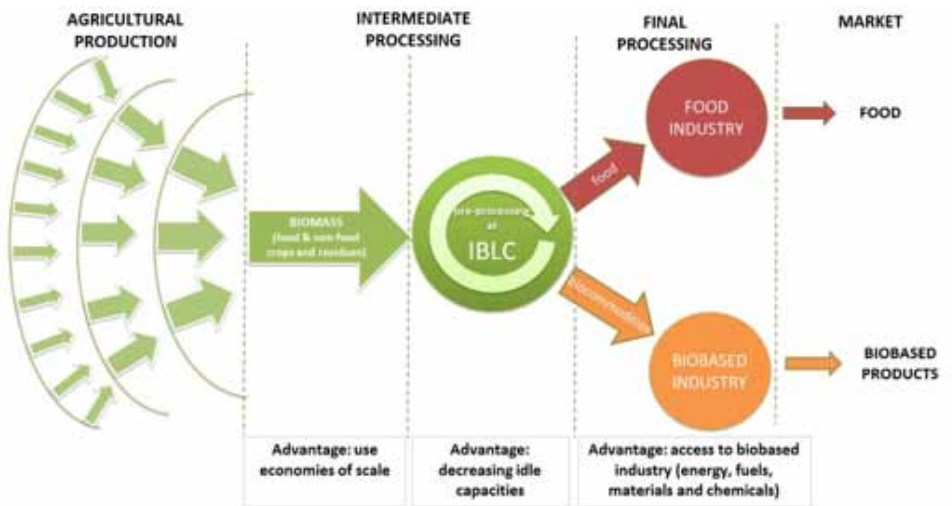 AGRICULTURAL
PRODUCTION
INTERMEDIATE
PROCESSING
FINAL
PROCESSING
MARKET
BIOMASS
(food & non-food
crops and residues)
pre-processing
at
IBLC
food
biocommodities
FOOD
INDUSTRY
FOOD
BIOBASED
INDUSTRY
BIOBASED
PRODUCTS
Advantage: use
economies of scale
Advantage:
decreasing idle
capacities
Advantage: access to biobased
industry (energy, fuels,
materials and chemicals)